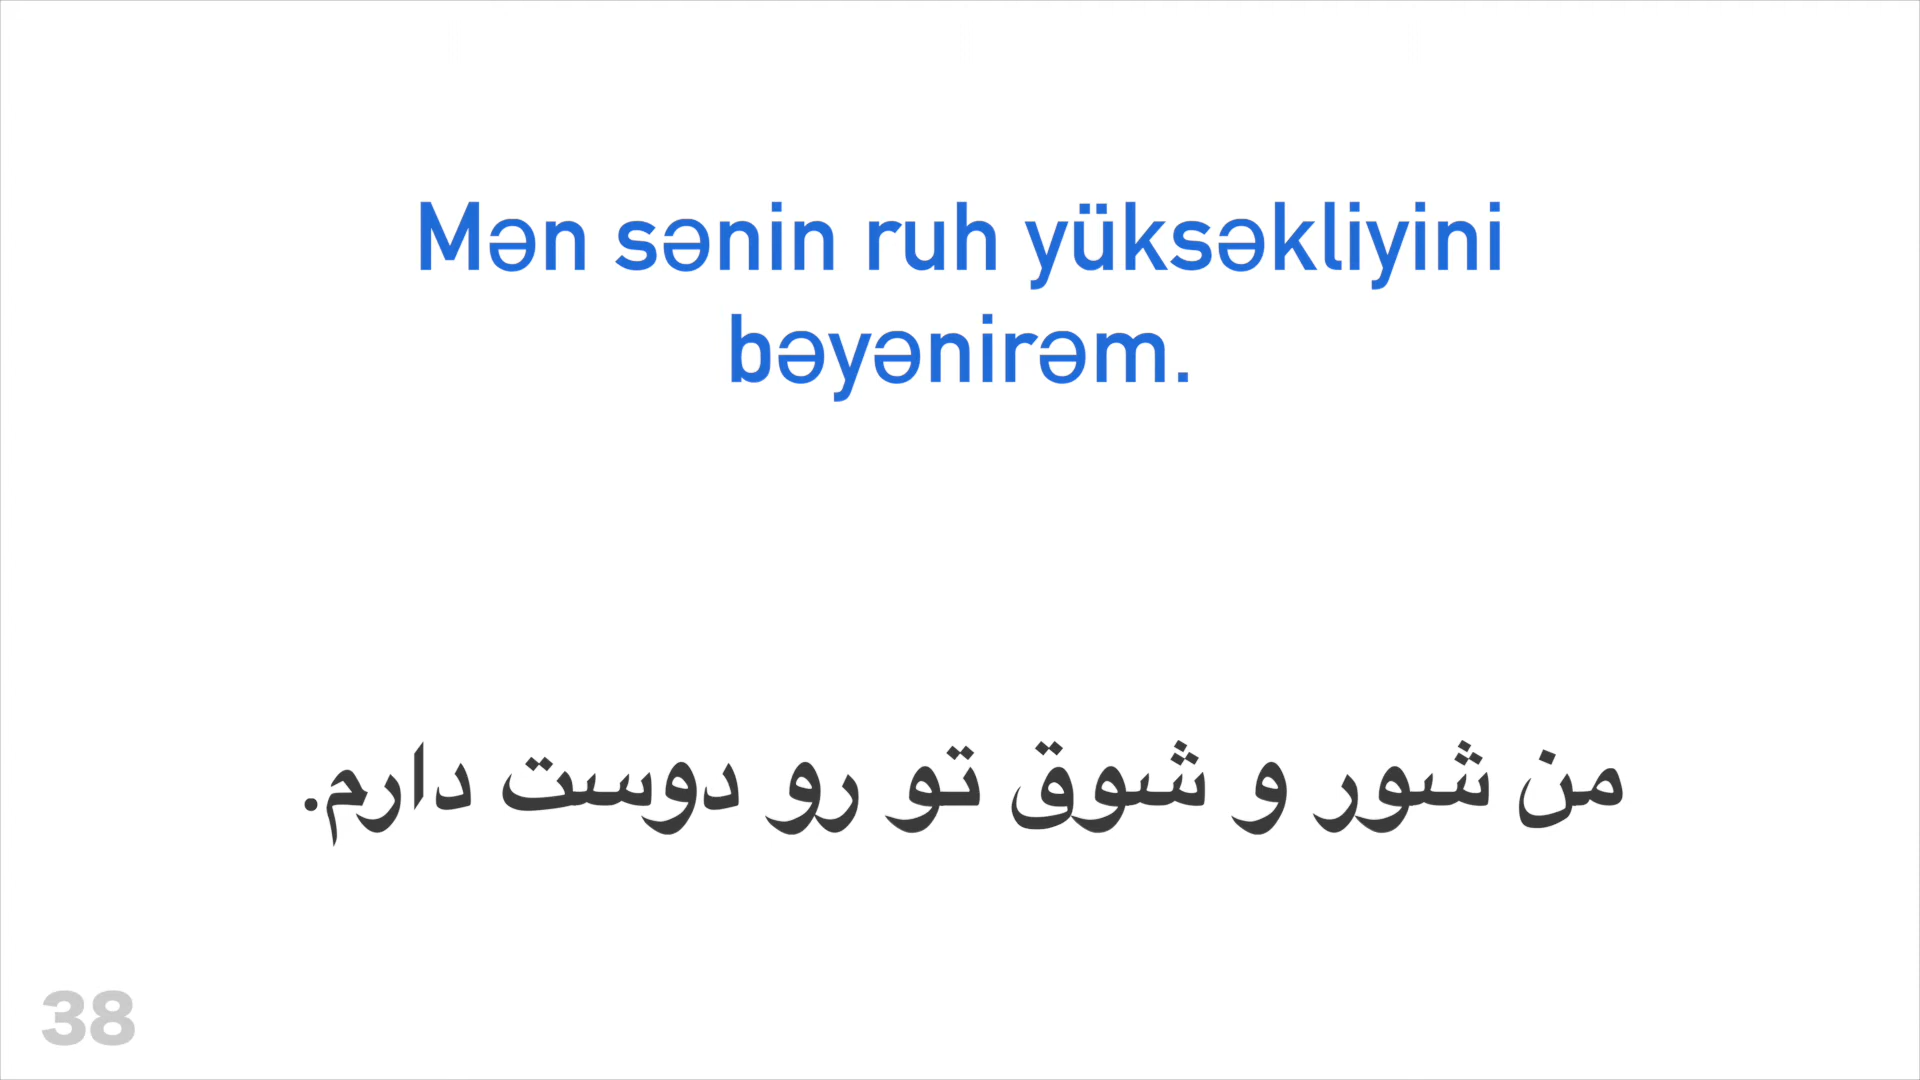 Mən sənin ruh yüksəkliyini
bəyənirəm.
من شور و شوق تو رو دوست دارم.
38